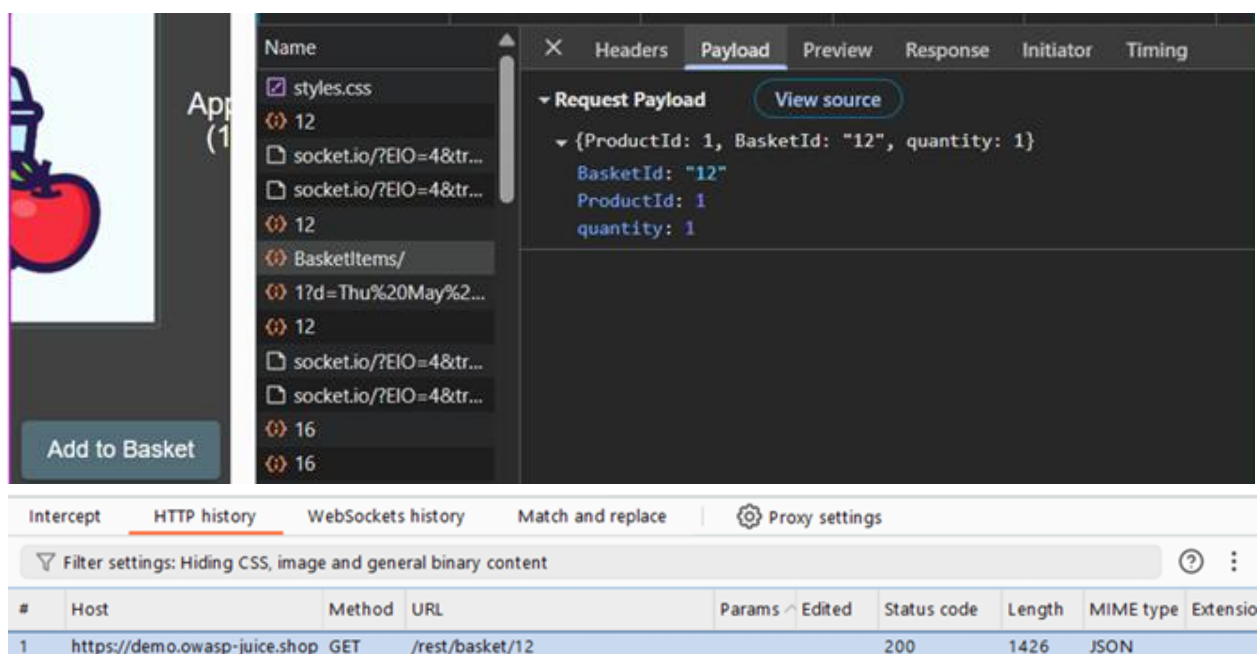 Name
Headers Payload Preview Response Initiator Timing
styles.css
App
(1
12
Request Payload View source
socket.io/?EIO=4&tr...
{ProductId: 1, BasketId: "12", quantity: 1}
socket.io/?EIO=4&tr...
BasketId: "12"
ProductId: 1
12
quantity: 1
BasketItems/
1?d=Thu%20May%2...
12
socket.io/?EIO=4&tr...
socket.io/?EIO=4&tr...
16
Add to Basket
16
Intercept HTTP history WebSockets history Match and replace Proxy settings
Filter settings: Hiding CSS, image and general binary content
# Host Method URL Params Edited Status code Length MIME type Extensio
1 https://demo.owasp-juice.shop GET /rest/basket/12 200 1426 JSON